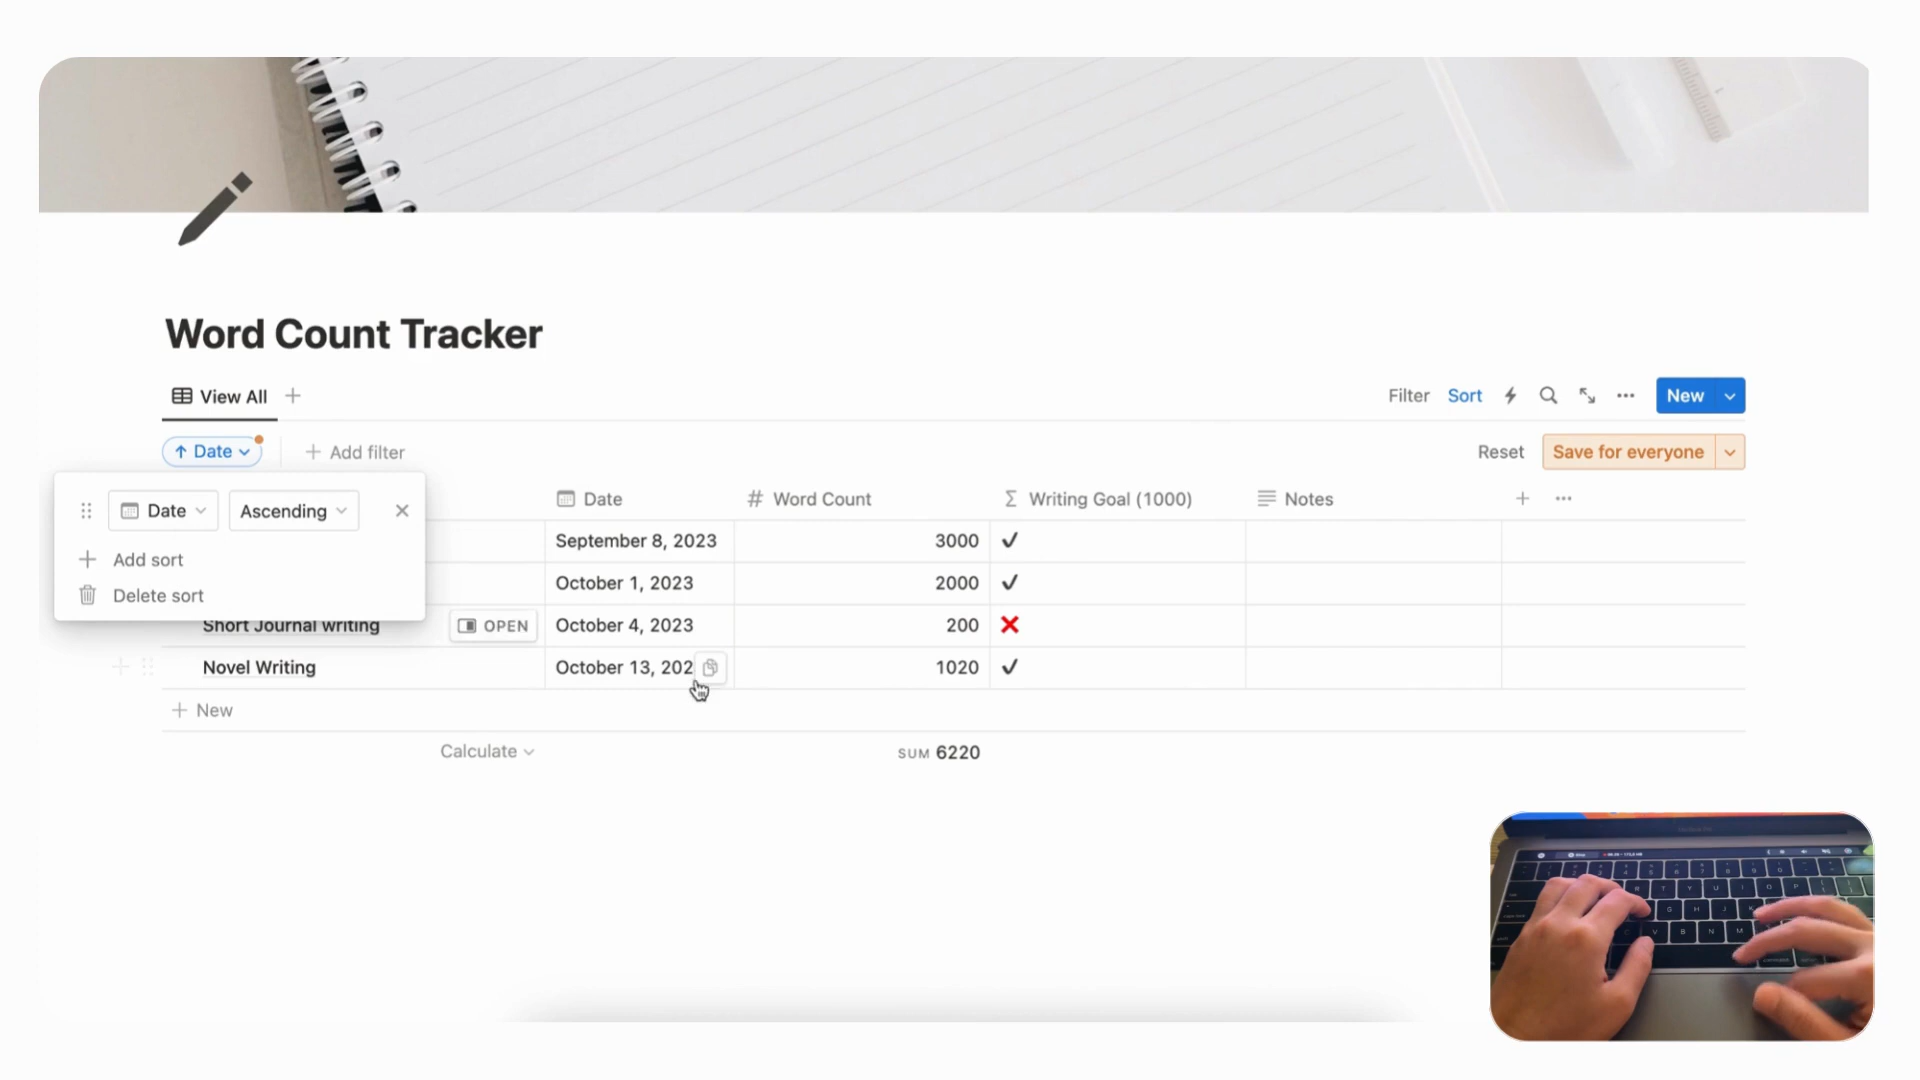 Word Count Tracker
View All
Filter Sort New
Date Add filter Reset Save for everyone
Date Ascending
Add sort
Delete sort
Date Word Count Writing Goal (1000) Notes
September 8, 2023 3000
October 1, 2023 2000
Short Journal writing OPEN October 4, 2023 200
Novel Writing October 13, 202 1020
New
Calculate SUM 6220